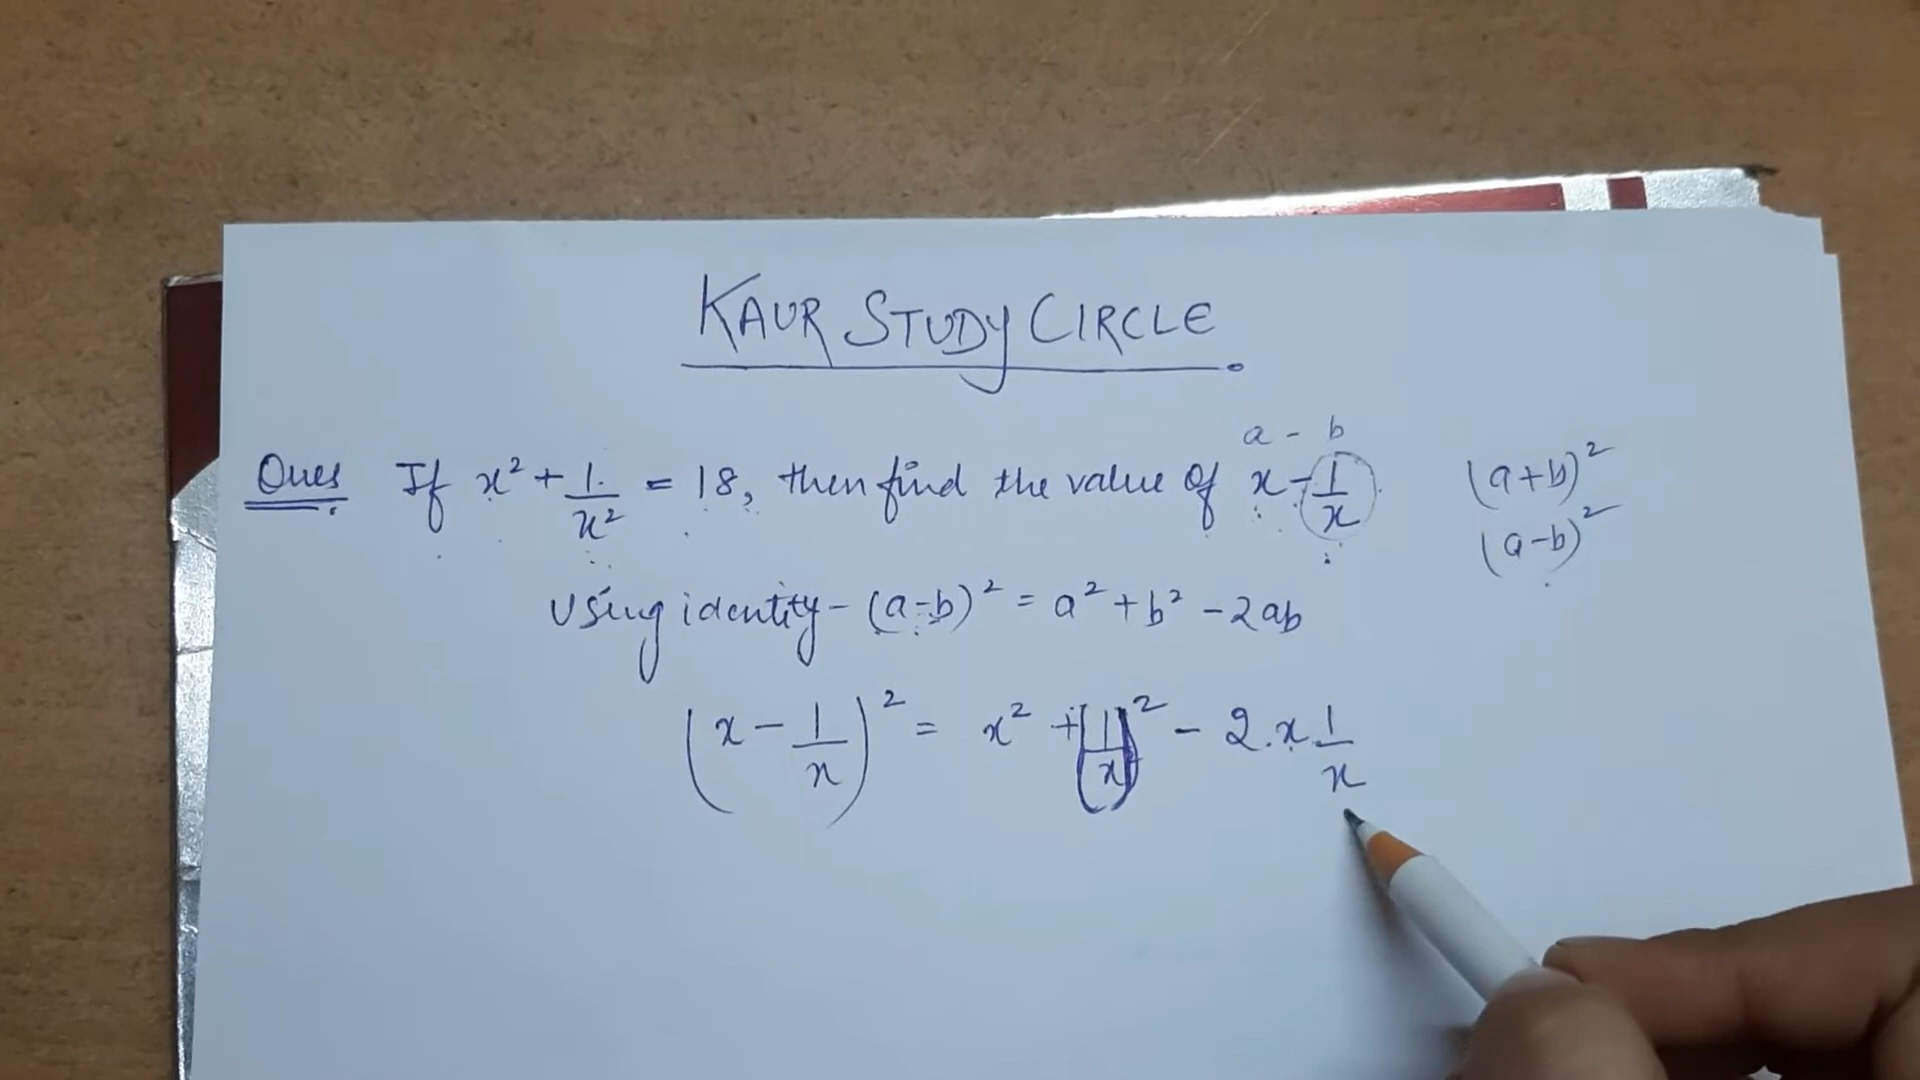 KAUR STUDY CIRCLE
a - b
Ques If x² + 1/x² = 18, then find the value of x - 1/x
(a+b)²
(a-b)²
Using identity - (a-b)² = a² + b² - 2ab
(x - 1/x)² = x² + (1/x)² - 2.x.1/x